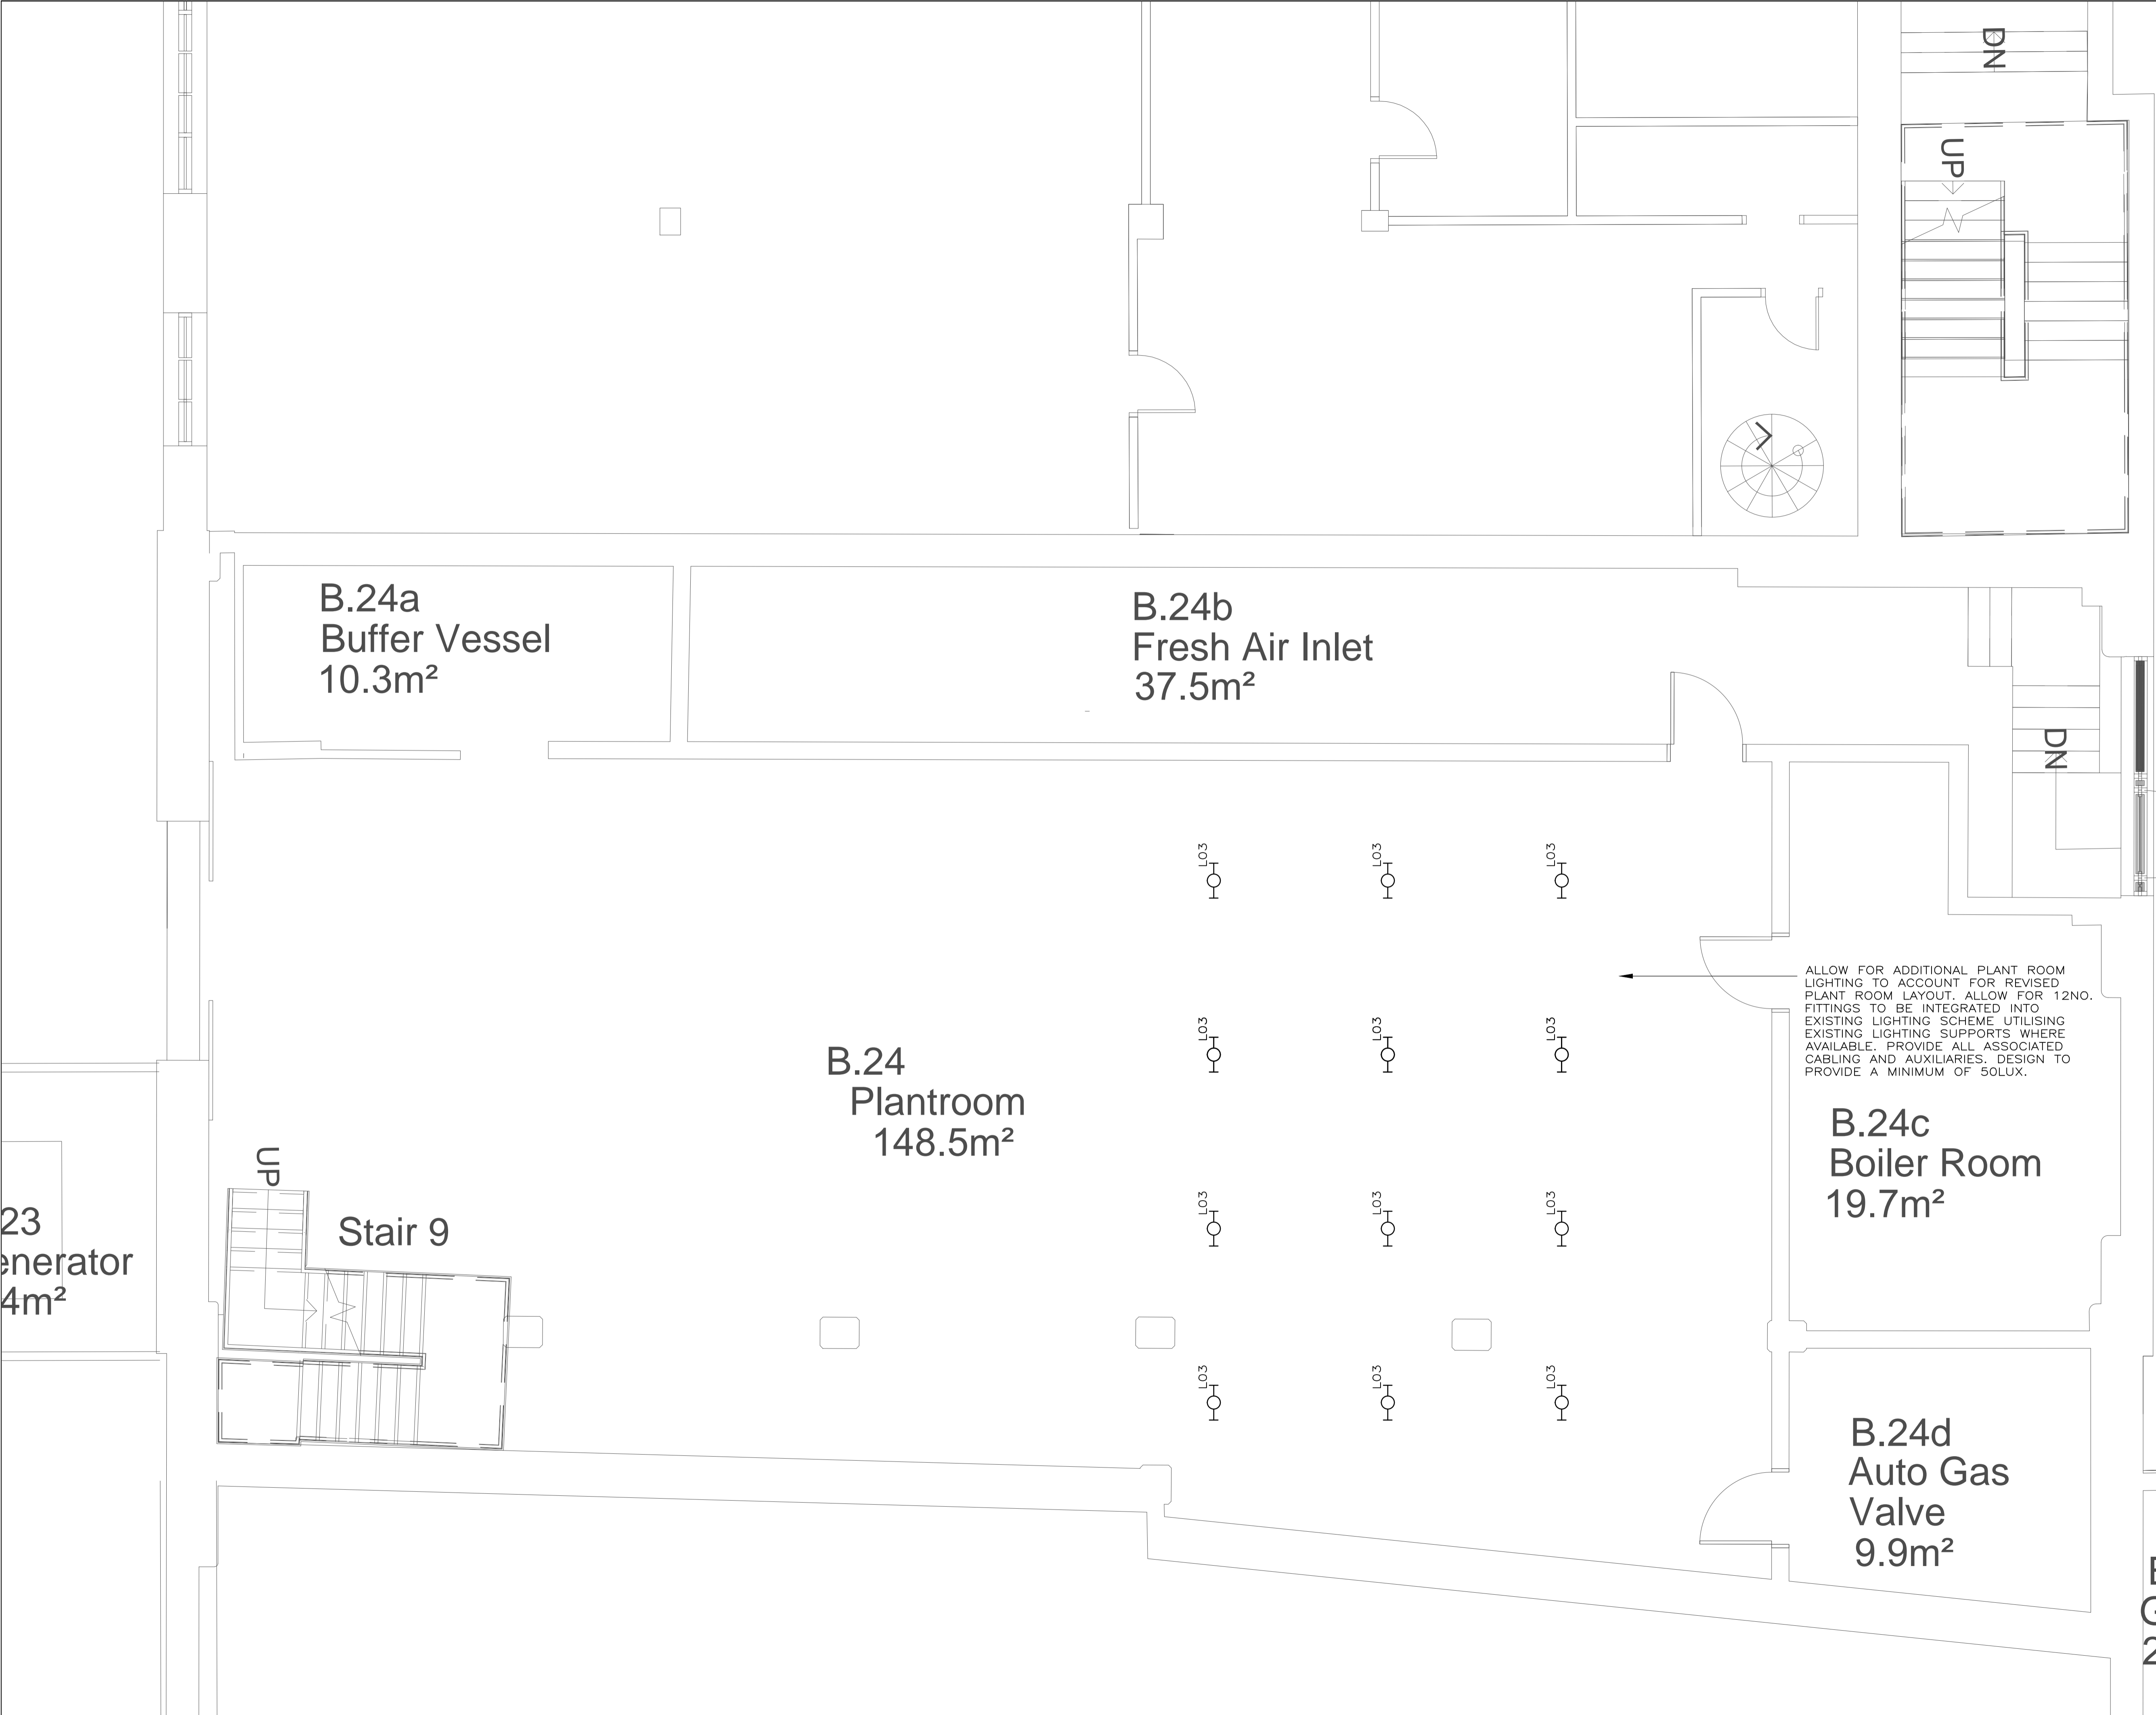 DN
UP
B.24a
Buffer Vessel
10.3m²
B.24b
Fresh Air Inlet
37.5m²
DN
L03
L03
L03
ALLOW FOR ADDITIONAL PLANT ROOM
LIGHTING TO ACCOUNT FOR REVISED
PLANT ROOM LAYOUT. ALLOW FOR 12NO.
FITTINGS TO BE INTEGRATED INTO
EXISTING LIGHTING SCHEME UTILISING
EXISTING LIGHTING SUPPORTS WHERE
AVAILABLE. PROVIDE ALL ASSOCIATED
CABLING AND AUXILIARIES. DESIGN TO
PROVIDE A MINIMUM OF 50LUX.
L03
L03
L03
B.24
Plantroom
148.5m²
B.24c
Boiler Room
19.7m²
UP
Stair 9
23
enerator
4m²
L03
L03
L03
L03
L03
L03
B.24d
Auto Gas
Valve
9.9m²